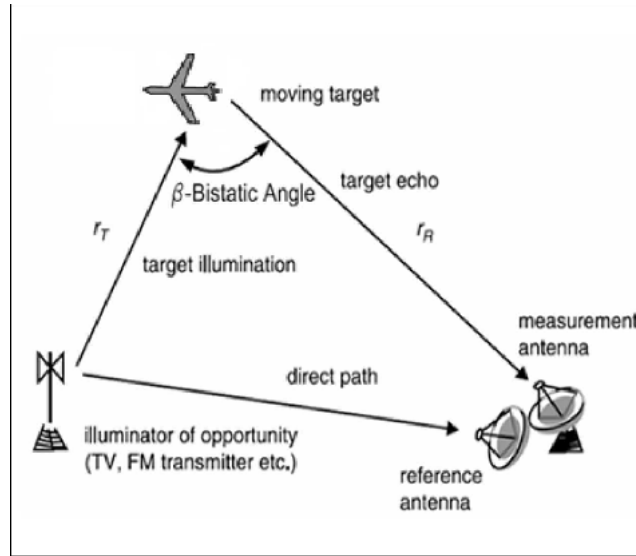 moving target
target echo
β-Bistatic Angle
r_T
r_R
target illumination
measurement
antenna
direct path
illuminator of opportunity
(TV, FM transmitter etc.)
reference
antenna